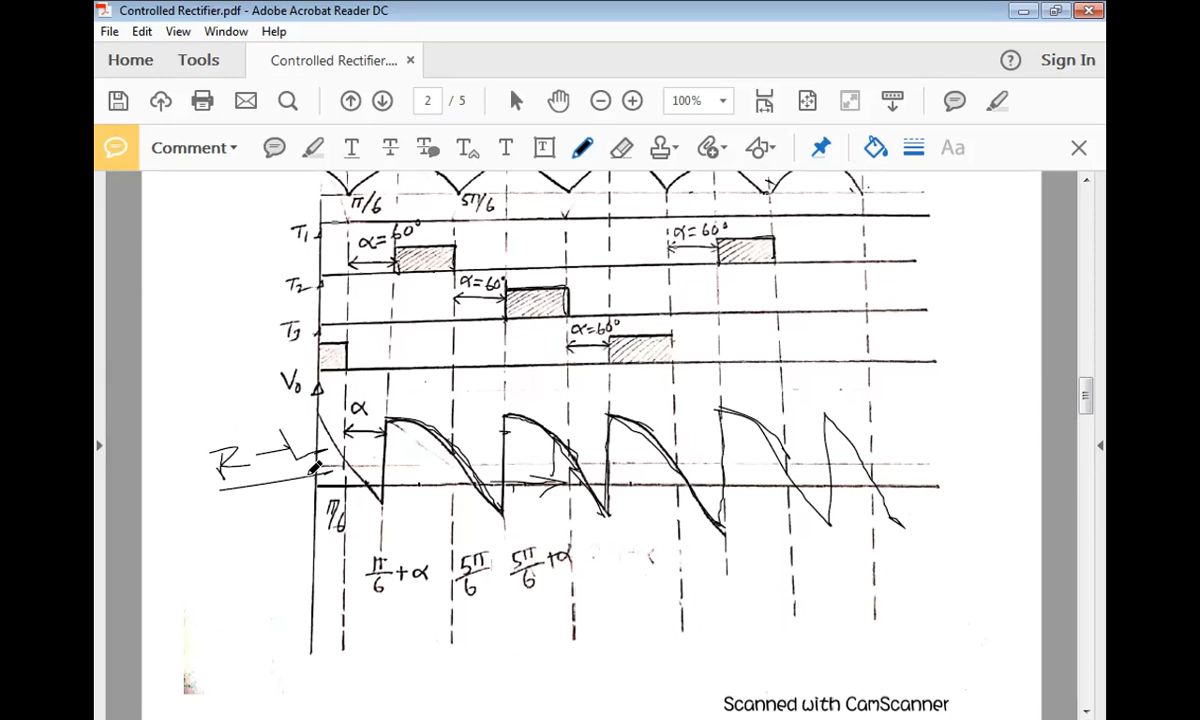 Controlled Rectifier.pdf - Adobe Acrobat Reader DC
File Edit View Window Help
Home Tools Controlled Rectifier.... × Sign In
2 / 5 100%
Comment Aa
π/6 5π/6
T1 α=60° α=60°
T2 α=60°
T3 α=60°
V0
α
R
π/6
π/6 +α 5π/6 5π/6 +α
Scanned with CamScanner